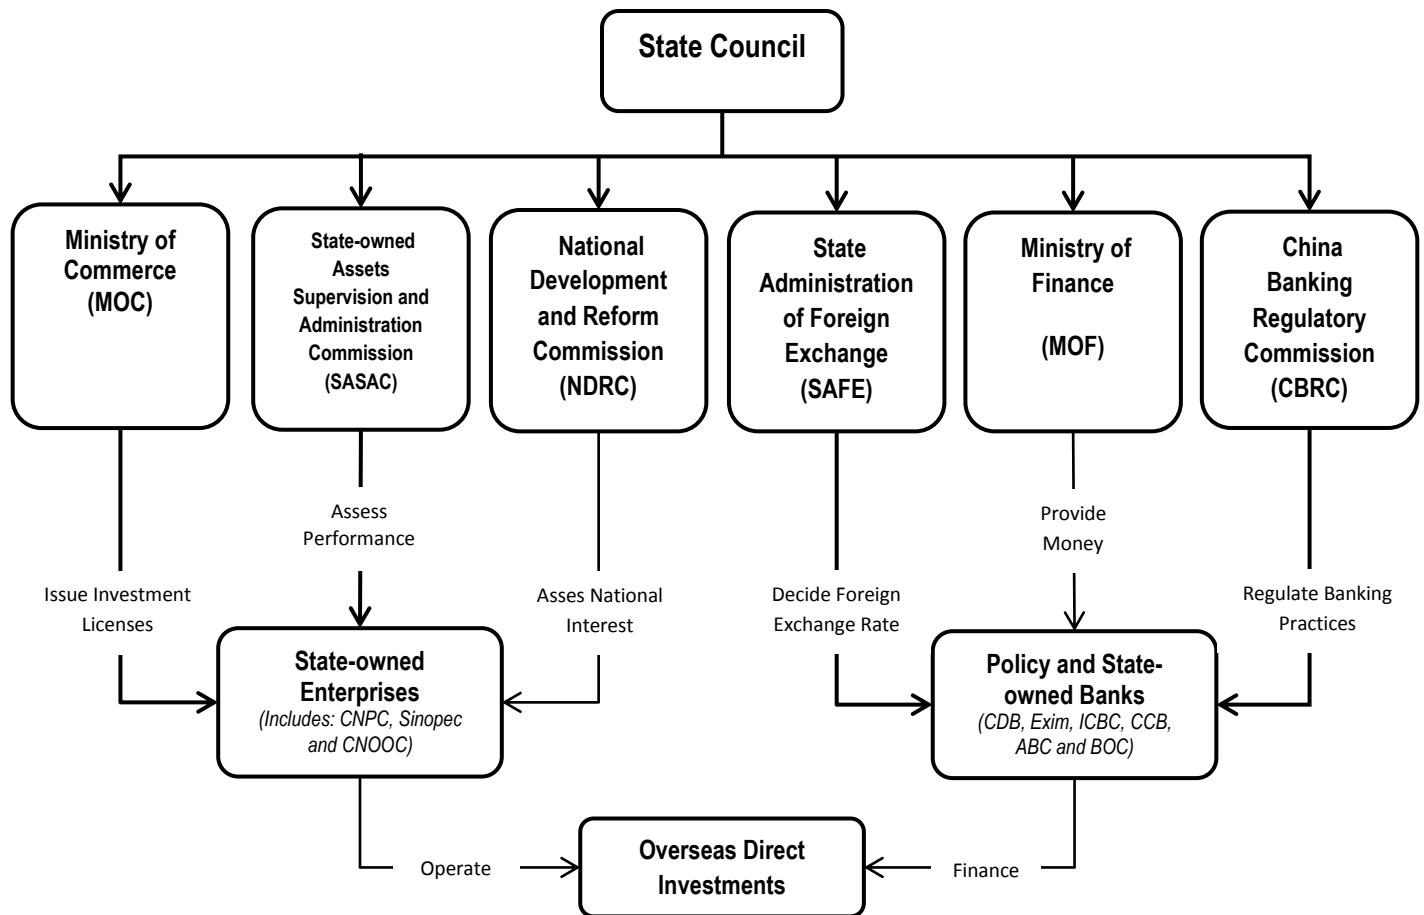 State Council
Ministry of
Commerce
(MOC)
State-owned
Assets
Supervision and
Administration
Commission
(SASAC)
National
Development
and Reform
Commission
(NDRC)
State
Administration
of Foreign
Exchange
(SAFE)
Ministry of
Finance
(MOF)
China
Banking
Regulatory
Commission
(CBRC)
Issue Investment
Licenses
Assess
Performance
Asses National
Interest
Decide Foreign
Exchange Rate
Provide
Money
Regulate Banking
Practices
State-owned
Enterprises
(Includes: CNPC, Sinopec
and CNOOC)
Policy and State-
owned Banks
(CDB, Exim, ICBC, CCB,
ABC and BOC)
Operate
Overseas Direct
Investments
Finance